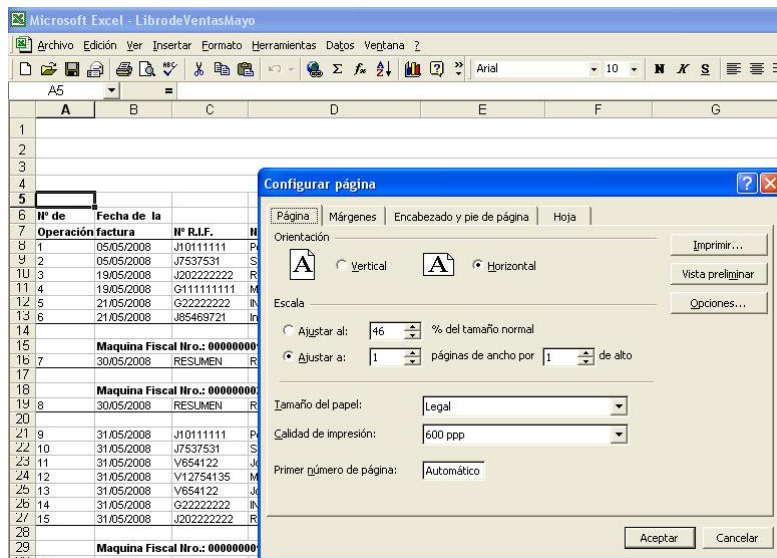 Microsoft Excel - LibrodeVentasMayo
Archivo Edición Ver Insertar Formato Herramientas Datos Ventana ?
Arial 10 N K S
A5 =
A B C D E F G
1
2
3
4
5
6 Nº de Fecha de la
7 Operación factura Nº R.I.F. N
8 1 05/05/2008 J10111111
9 2 05/05/2008 J7537531 S
10 3 19/05/2008 J202222222 R
11 4 19/05/2008 G111111111 M
12 5 21/05/2008 G22222222 IN
13 6 21/05/2008 J85469721 In
14
15 Maquina Fiscal Nro.:
16 7 30/05/2008 RESUMEN R
17
18 Maquina Fiscal Nro.:
19 8 30/05/2008 RESUMEN R
20
21 9 31/05/2008 J10111111
22 10 31/05/2008 J7537531 S
23 11 31/05/2008 V654122
24 12 31/05/2008 V12754135 M
25 13 31/05/2008 V654122
26 14 31/05/2008 G22222222 IN
27 15 31/05/2008 J202222222 R
28
29 Maquina Fiscal Nro.:
Configurar página
Página Márgenes Encabezado y pie de página Hoja
Orientación
A Vertical A Horizontal
Imprimir...
Vista preliminar
Opciones...
Escala
Ajustar al: 46 % del tamaño normal
Ajustar a: 1 páginas de ancho por 1 de alto
Tamaño del papel: Legal
Calidad de impresión: 600 ppp
Primer número de página: Automático
Aceptar Cancelar